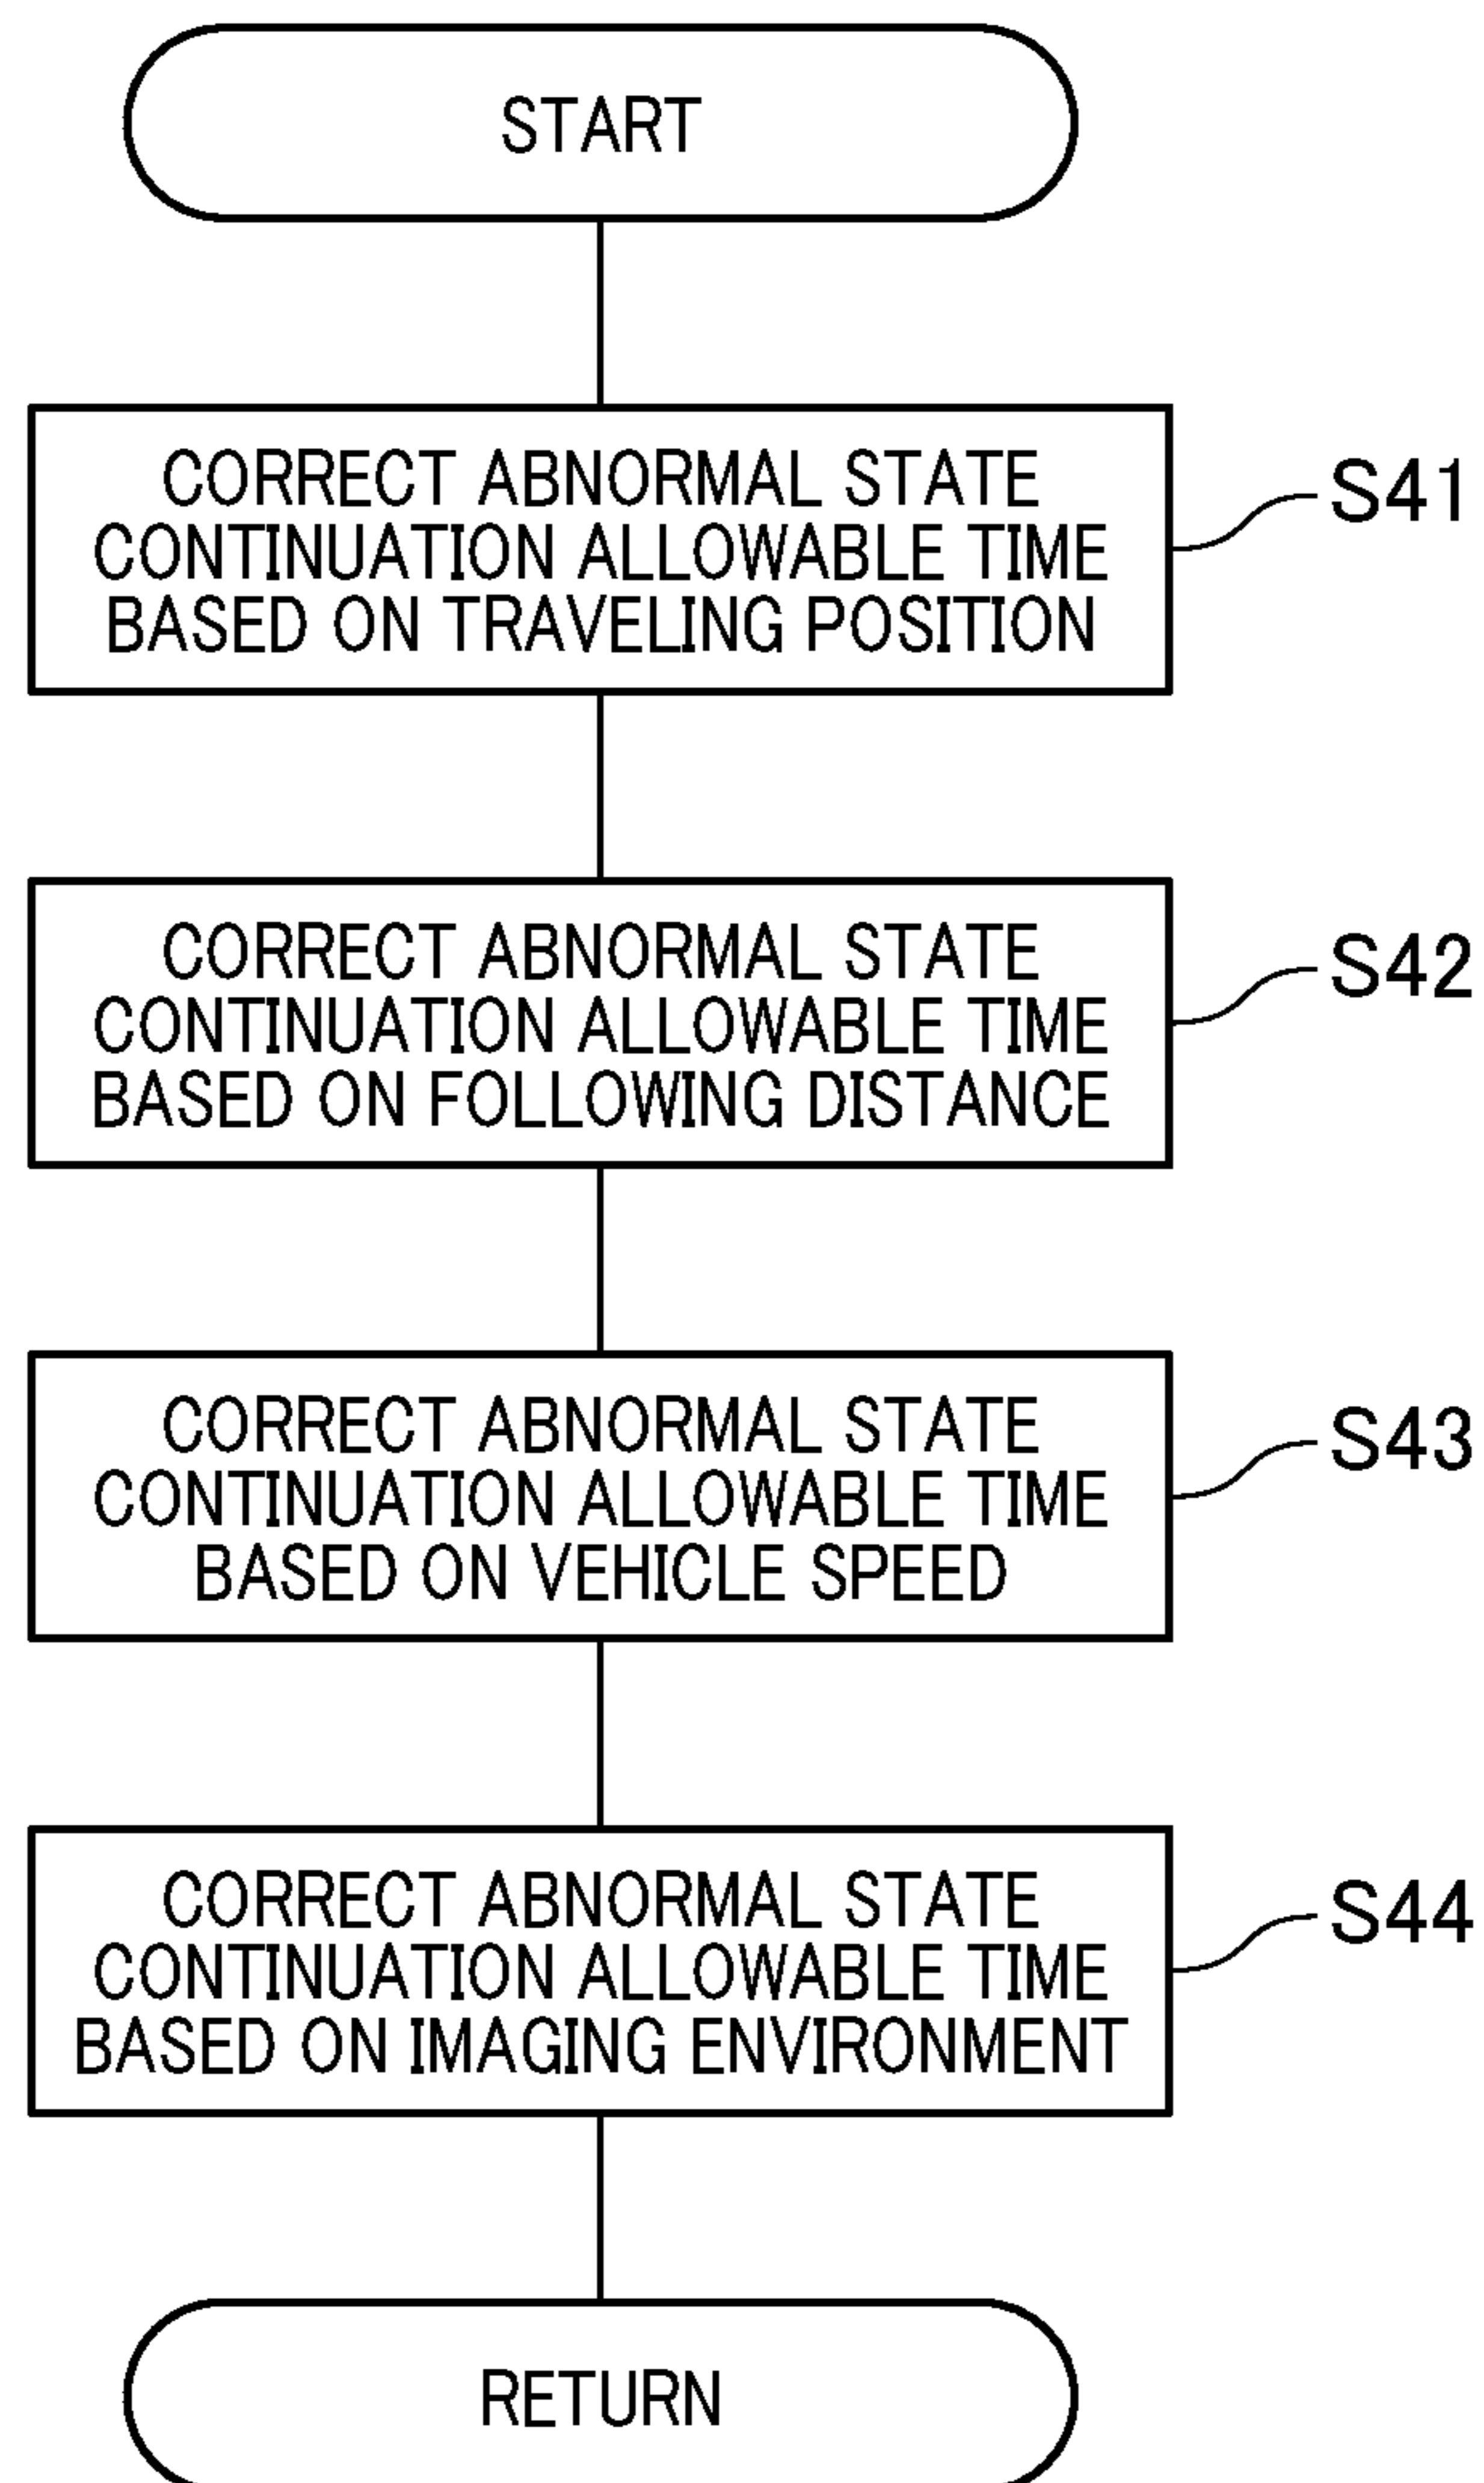 START
CORRECT ABNORMAL STATE
CONTINUATION ALLOWABLE TIME
BASED ON TRAVELING POSITION
S41
CORRECT ABNORMAL STATE
CONTINUATION ALLOWABLE TIME
BASED ON FOLLOWING DISTANCE
S42
CORRECT ABNORMAL STATE
CONTINUATION ALLOWABLE TIME
BASED ON VEHICLE SPEED
S43
CORRECT ABNORMAL STATE
CONTINUATION ALLOWABLE TIME
BASED ON IMAGING ENVIRONMENT
S44
RETURN